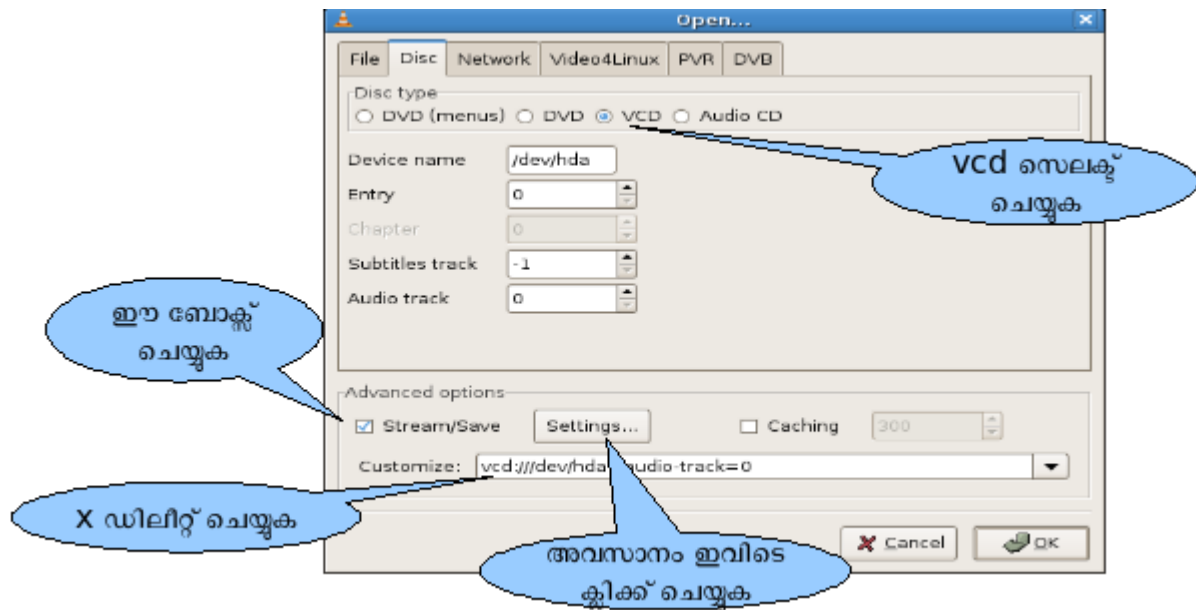 Open...
File Disc Network Video4Linux PVR DVB
Disc type
DVD (menus) DVD VCD Audio CD
vcd സെലക്ട്
ചെയ്യുക
Device name /dev/hda
Entry 0
Chapter 0
Subtitles track -1
Audio track 0
ഈ ബോക്സ്
ചെയ്യുക
Advanced options
Stream/Save Settings... Caching 300
Customize: vcd:///dev/hda audio-track=0
X ഡിലീറ്റ് ചെയ്യുക
അവസാനം ഇവിടെ
ക്ലിക്ക് ചെയ്യുക
Cancel OK